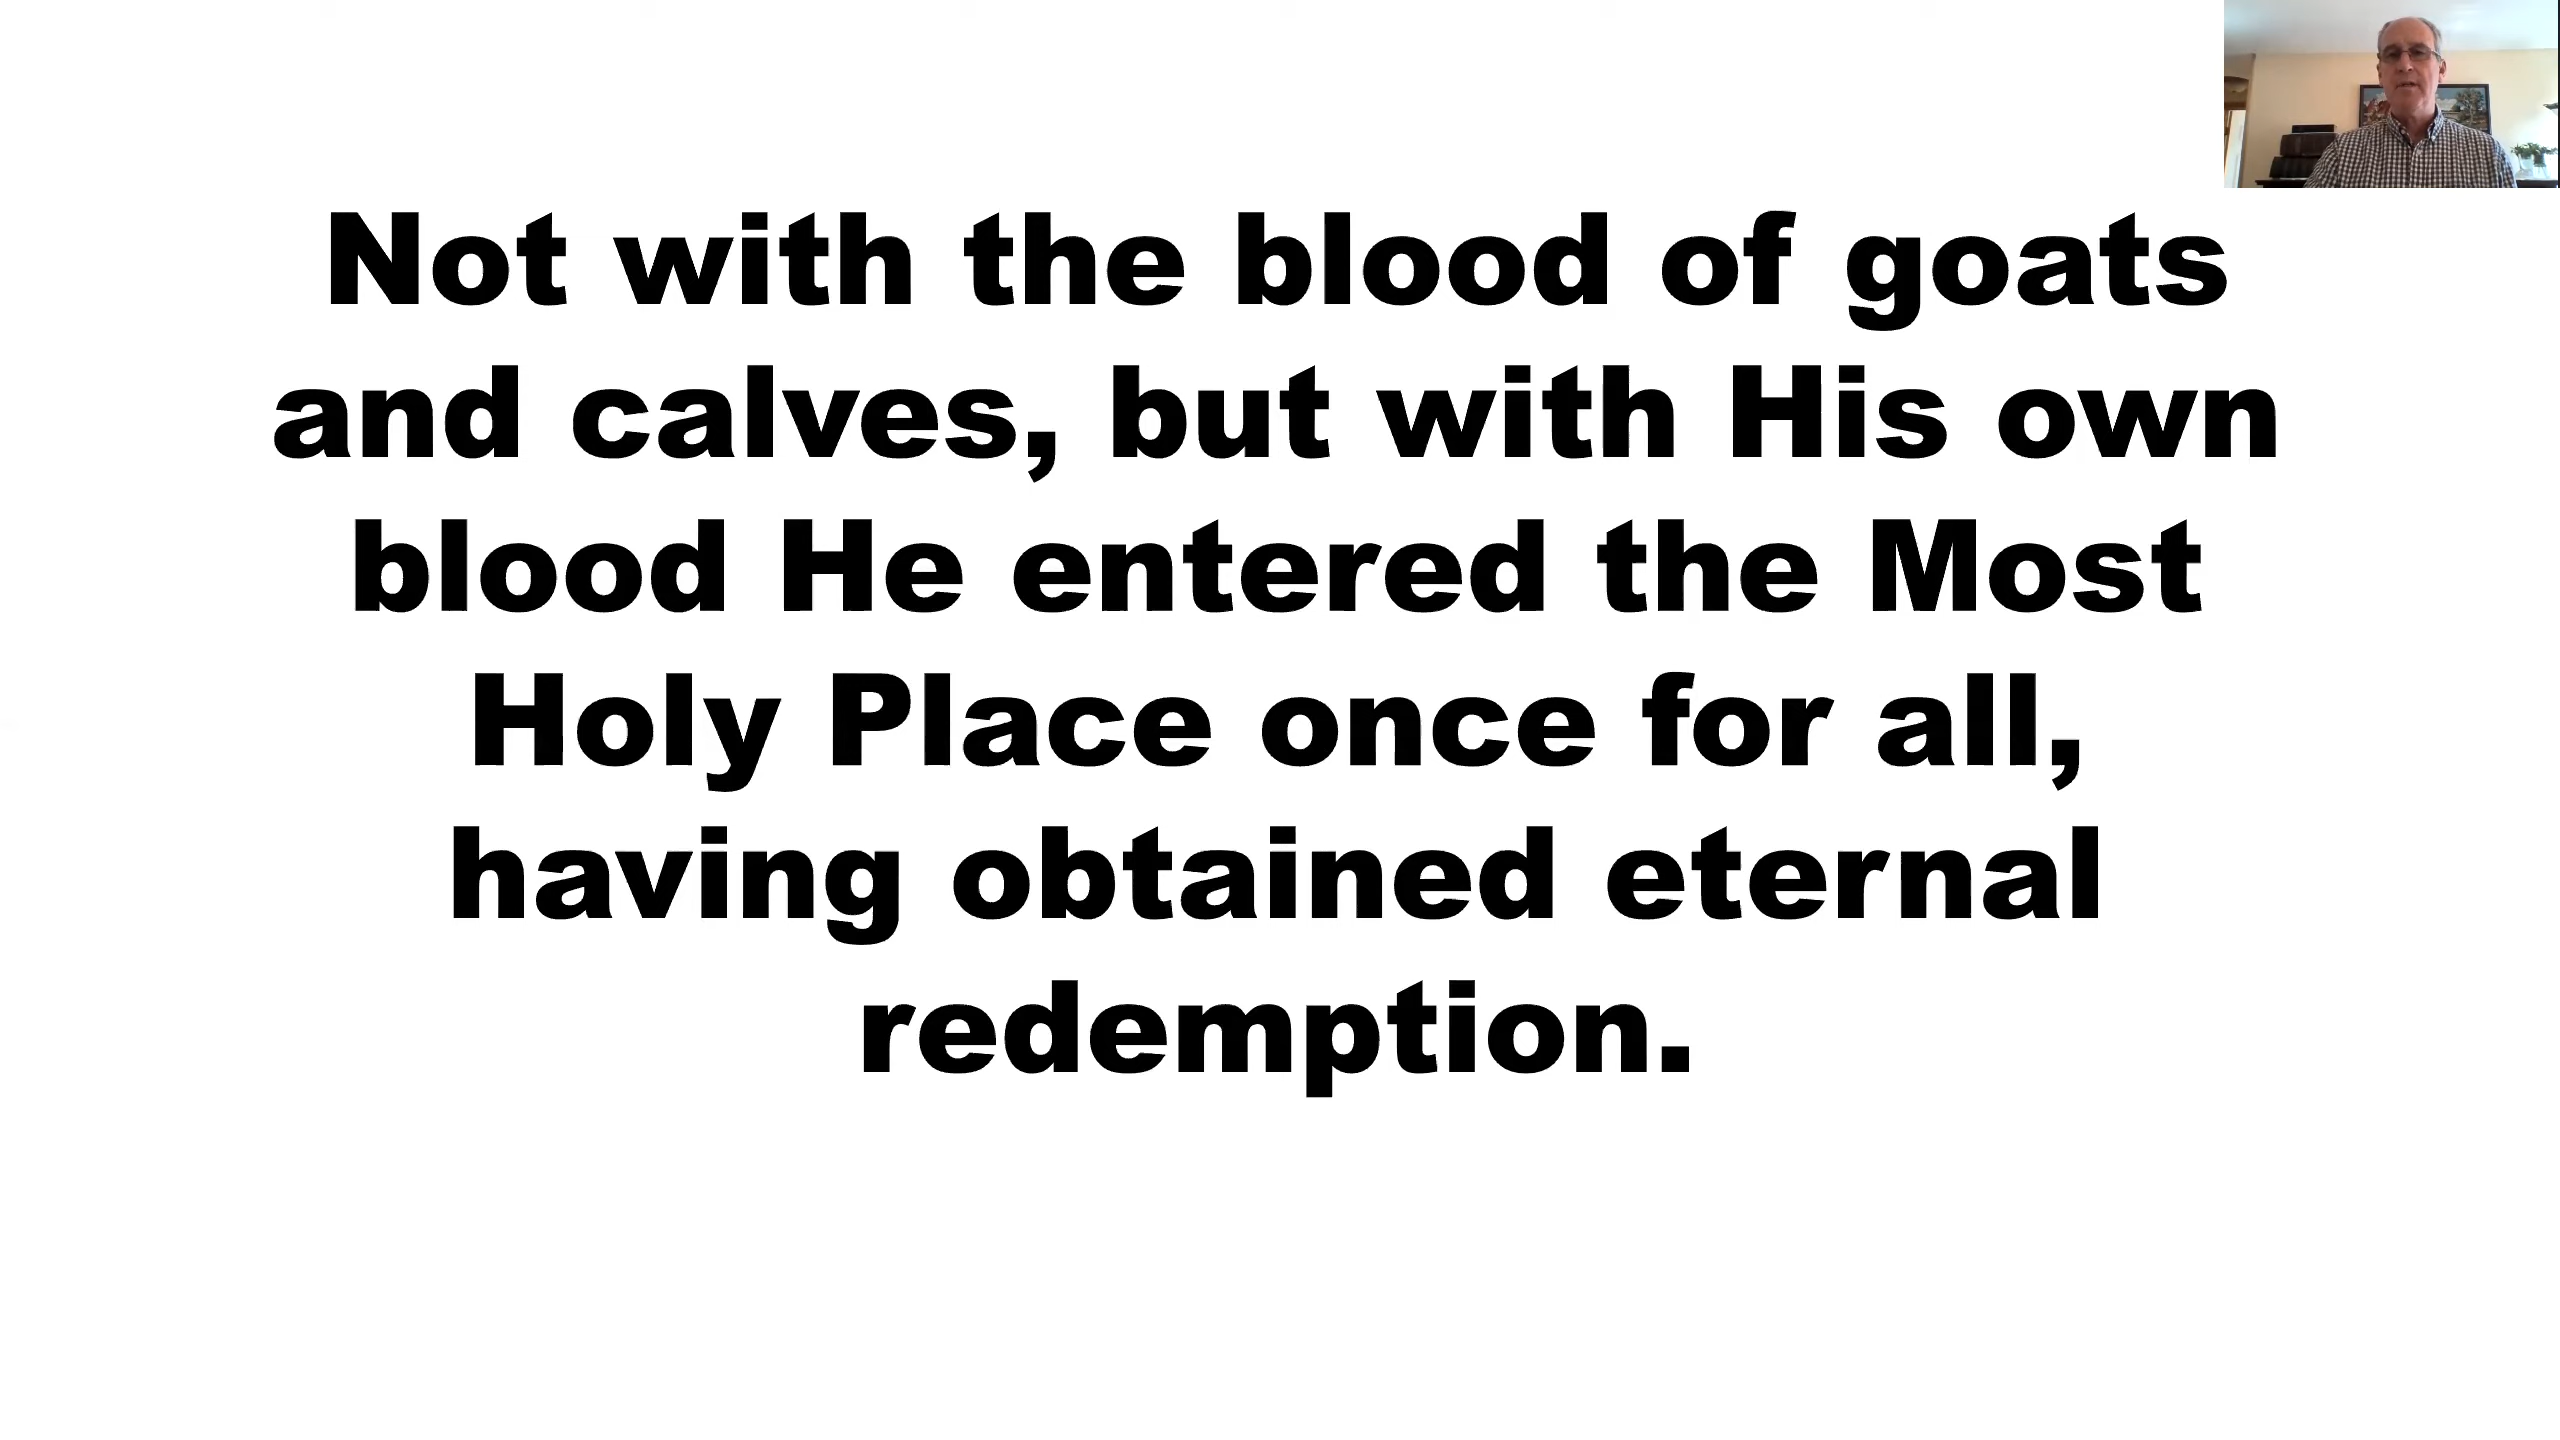 Not with the blood of goats
and calves, but with His own
blood He entered the Most
Holy Place once for all,
having obtained eternal
redemption.